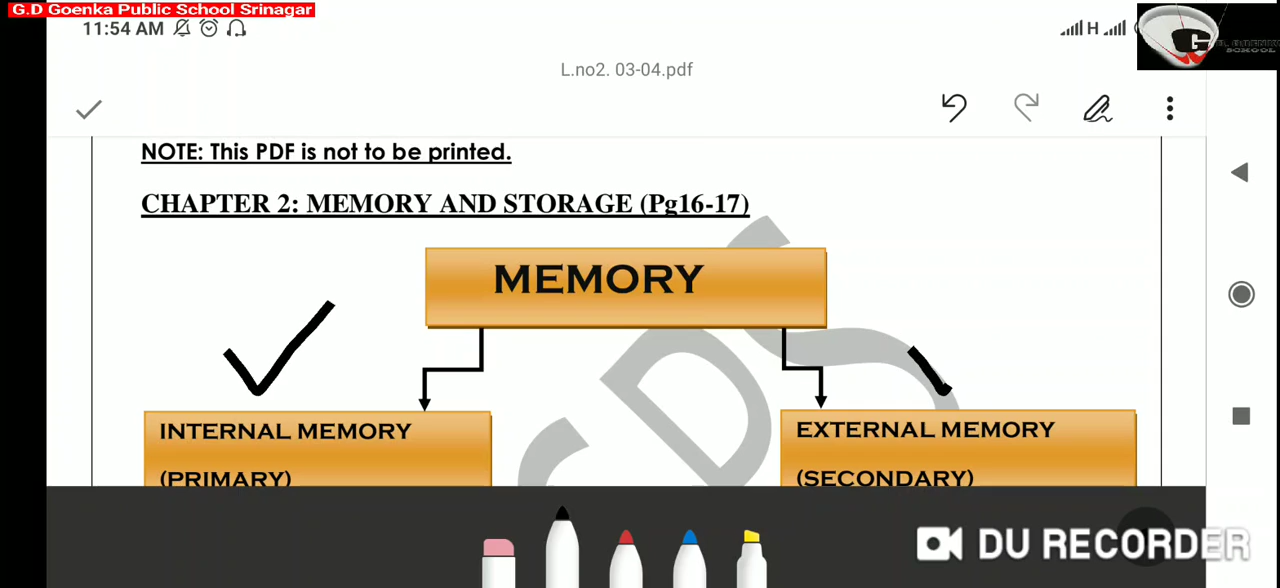 G.D Goenka Public School Srinagar
11:54 AM
H
L.no2. 03-04.pdf
NOTE: This PDF is not to be printed.
CHAPTER 2: MEMORY AND STORAGE (Pg16-17)
MEMORY
INTERNAL MEMORY
(PRIMARY)
EXTERNAL MEMORY
(SECONDARY)
DU RECORDER